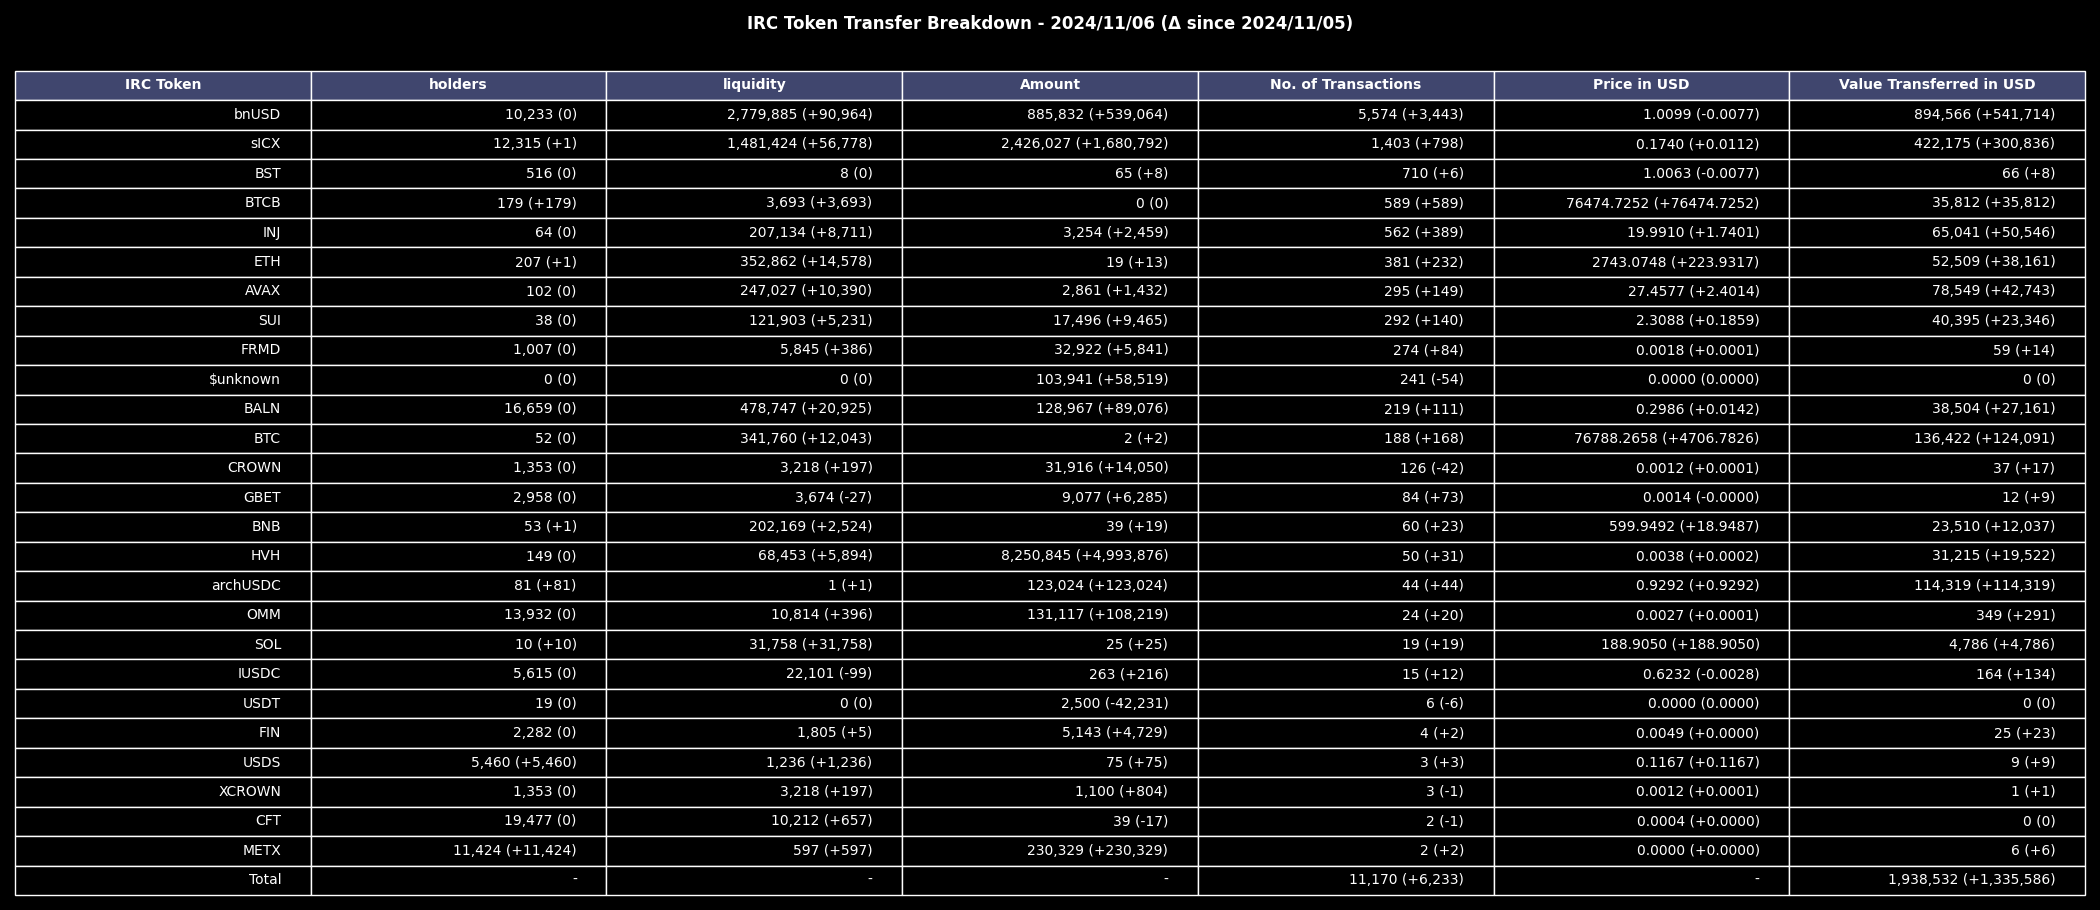 IRC Token Transfer Breakdown - 2024/11/06 (Δ since 2024/11/05)
IRC Token holders liquidity Amount No. of Transactions Price in USD Value Transferred in USD
bnUSD 10,233 (0) 2,779,885 (+90,964) 885,832 (+539,064) 5,574 (+3,443) 1.0099 (-0.0077) 894,566 (+541,714)
sICX 12,315 (+1) 1,481,424 (+56,778) 2,426,027 (+1,680,792) 1,403 (+798) 0.1740 (+0.0112) 422,175 (+300,836)
BST 516 (0) 8 (0) 65 (+8) 710 (+6) 1.0063 (-0.0077) 66 (+8)
BTCB 179 (+179) 3,693 (+3,693) 0 (0) 589 (+589) 76474.7252 (+76474.7252) 35,812 (+35,812)
INJ 64 (0) 207,134 (+8,711) 3,254 (+2,459) 562 (+389) 19.9910 (+1.7401) 65,041 (+50,546)
ETH 207 (+1) 352,862 (+14,578) 19 (+13) 381 (+232) 2743.0748 (+223.9317) 52,509 (+38,161)
AVAX 102 (0) 247,027 (+10,390) 2,861 (+1,432) 295 (+149) 27.4577 (+2.4014) 78,549 (+42,743)
SUI 38 (0) 121,903 (+5,231) 17,496 (+9,465) 292 (+140) 2.3088 (+0.1859) 40,395 (+23,346)
FRMD 1,007 (0) 5,845 (+386) 32,922 (+5,841) 274 (+84) 0.0018 (+0.0001) 59 (+14)
$unknown 0 (0) 0 (0) 103,941 (+58,519) 241 (-54) 0.0000 (0.0000) 0 (0)
BALN 16,659 (0) 478,747 (+20,925) 128,967 (+89,076) 219 (+111) 0.2986 (+0.0142) 38,504 (+27,161)
BTC 52 (0) 341,760 (+12,043) 2 (+2) 188 (+168) 76788.2658 (+4706.7826) 136,422 (+124,091)
CROWN 1,353 (0) 3,218 (+197) 31,916 (+14,050) 126 (-42) 0.0012 (+0.0001) 37 (+17)
GBET 2,958 (0) 3,674 (-27) 9,077 (+6,285) 84 (+73) 0.0014 (-0.0000) 12 (+9)
BNB 53 (+1) 202,169 (+2,524) 39 (+19) 60 (+23) 599.9492 (+18.9487) 23,510 (+12,037)
HVH 149 (0) 68,453 (+5,894) 8,250,845 (+4,993,876) 50 (+31) 0.0038 (+0.0002) 31,215 (+19,522)
archUSDC 81 (+81) 1 (+1) 123,024 (+123,024) 44 (+44) 0.9292 (+0.9292) 114,319 (+114,319)
OMM 13,932 (0) 10,814 (+396) 131,117 (+108,219) 24 (+20) 0.0027 (+0.0001) 349 (+291)
SOL 10 (+10) 31,758 (+31,758) 25 (+25) 19 (+19) 188.9050 (+188.9050) 4,786 (+4,786)
IUSDC 5,615 (0) 22,101 (-99) 263 (+216) 15 (+12) 0.6232 (-0.0028) 164 (+134)
USDT 19 (0) 0 (0) 2,500 (-42,231) 6 (-6) 0.0000 (0.0000) 0 (0)
FIN 2,282 (0) 1,805 (+5) 5,143 (+4,729) 4 (+2) 0.0049 (+0.0000) 25 (+23)
USDS 5,460 (+5,460) 1,236 (+1,236) 75 (+75) 3 (+3) 0.1167 (+0.1167) 9 (+9)
XCROWN 1,353 (0) 3,218 (+197) 1,100 (+804) 3 (-1) 0.0012 (+0.0001) 1 (+1)
CFT 19,477 (0) 10,212 (+657) 39 (-17) 2 (-1) 0.0004 (+0.0000) 0 (0)
METX 11,424 (+11,424) 597 (+597) 230,329 (+230,329) 2 (+2) 0.0000 (+0.0000) 6 (+6)
Total - - - 11,170 (+6,233) - 1,938,532 (+1,335,586)